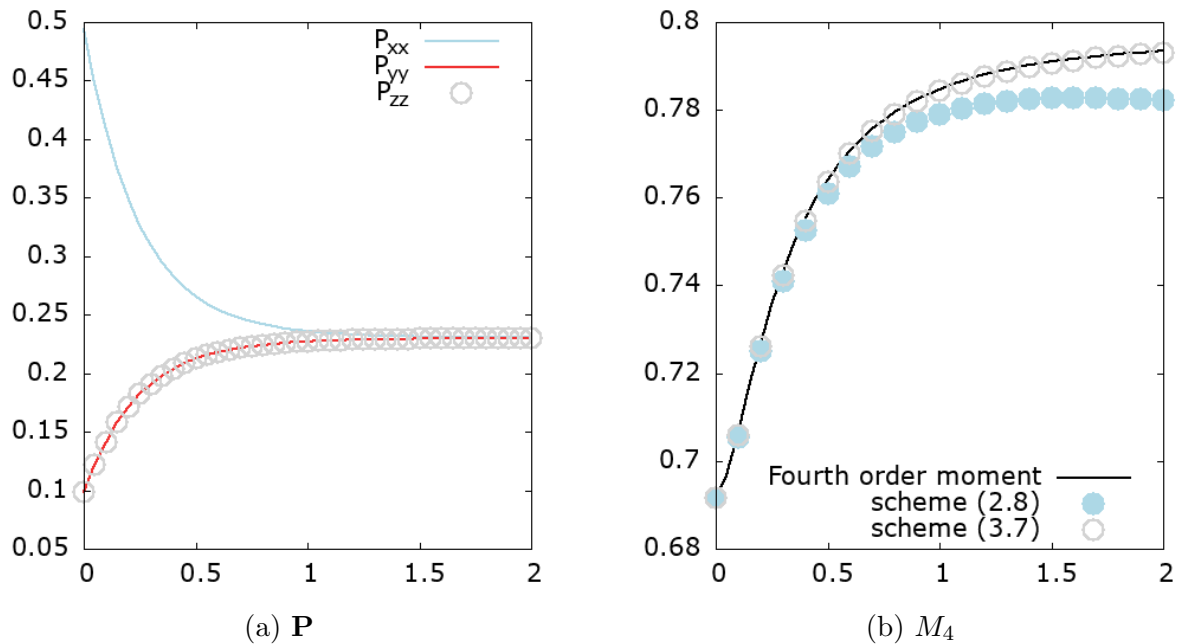 0.5
0.45
0.4
0.35
0.3
0.25
0.2
0.15
0.1
0.05
0 0.5 1 1.5 2
Pxx
Pyy
Pzz
(a) P
0.8
0.78
0.76
0.74
0.72
0.7
0.68
0 0.5 1 1.5 2
Fourth order moment
scheme (2.8)
scheme (3.7)
(b) M4